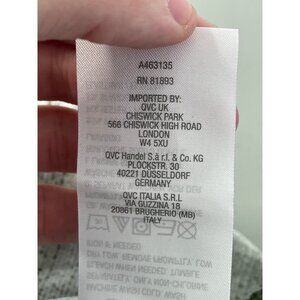 A463135
RN 81893
IMPORTED BY:
QVC UK
CHISWICK PARK
566 CHISWICK HIGH ROAD
LONDON
W4 5XU
QVC Handel S.à r.l. & Co. KG
PLOCKSTR. 30
40221 DÜSSELDORF
GERMANY
QVC ITALIA S.R.L
VIA GUZZINA 18
20861 BRUGHERIO (MB)
ITALY